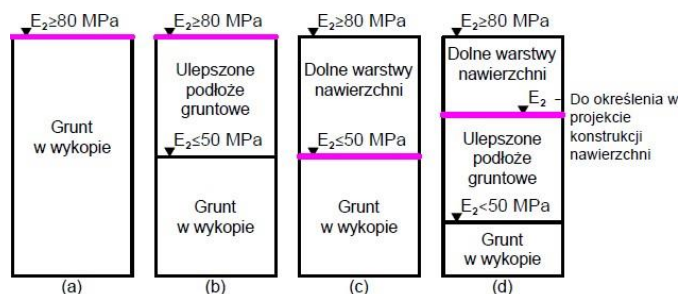 E₂≥80 MPa
Grunt
w wykopie
(a)
E₂≥80 MPa
Ulepszone
podłoże
gruntowe
E₂≤50 MPa
Grunt
w wykopie
(b)
E₂≥80 MPa
Dolne warstwy
nawierzchni
E₂≤50 MPa
Grunt
w wykopie
(c)
E₂≥80 MPa
Dolne warstwy
nawierzchni
E₂ – Do określenia w
projekcie
konstrukcji
nawierzchni
Ulepszone
podłoże
gruntowe
E₂<50 MPa
Grunt
w wykopie
(d)